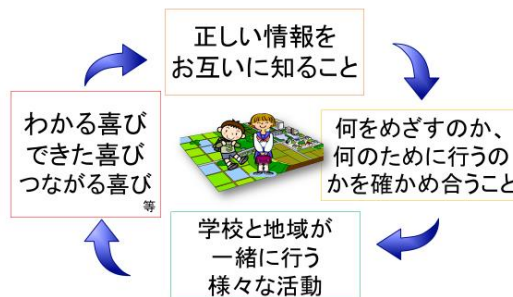 正しい情報を
お互いに知ること
何をめざすのか、
何のために行うの
かを確かめ合うこと
学校と地域が
一緒に行う
様々な活動
わかる喜び
できた喜び
つながる喜び
等